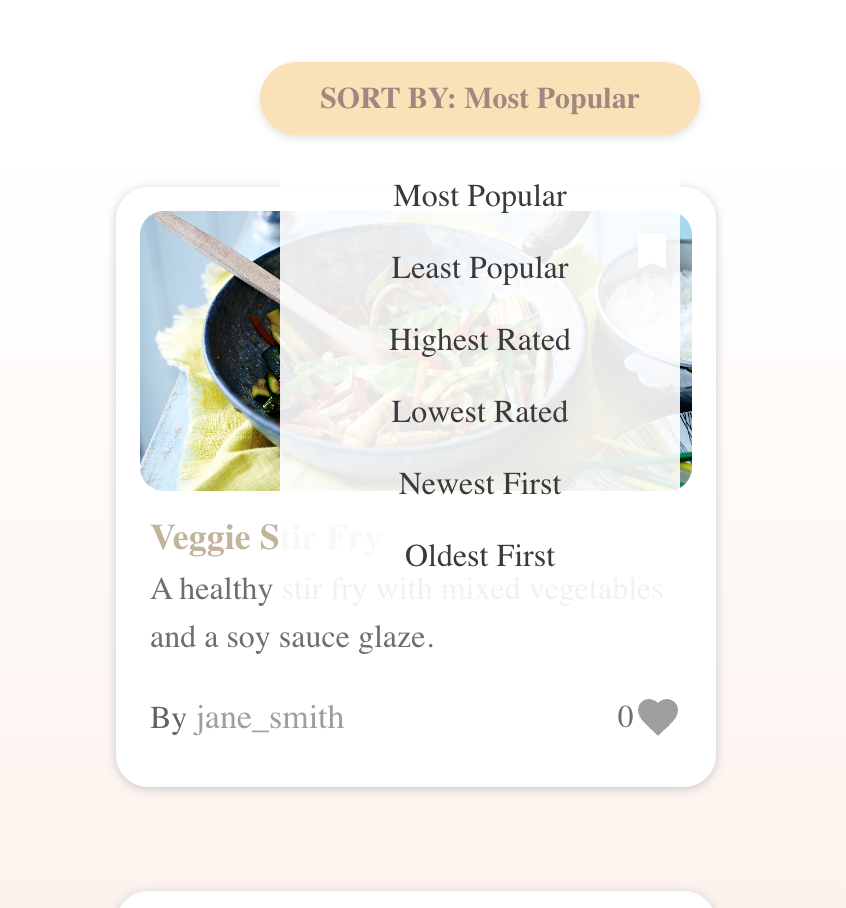 SORT BY: Most Popular
Most Popular
Least Popular
Highest Rated
Lowest Rated
Newest First
Oldest First
Veggie Stir Fry
A healthy stir fry with mixed vegetables
and a soy sauce glaze.
By jane_smith
0